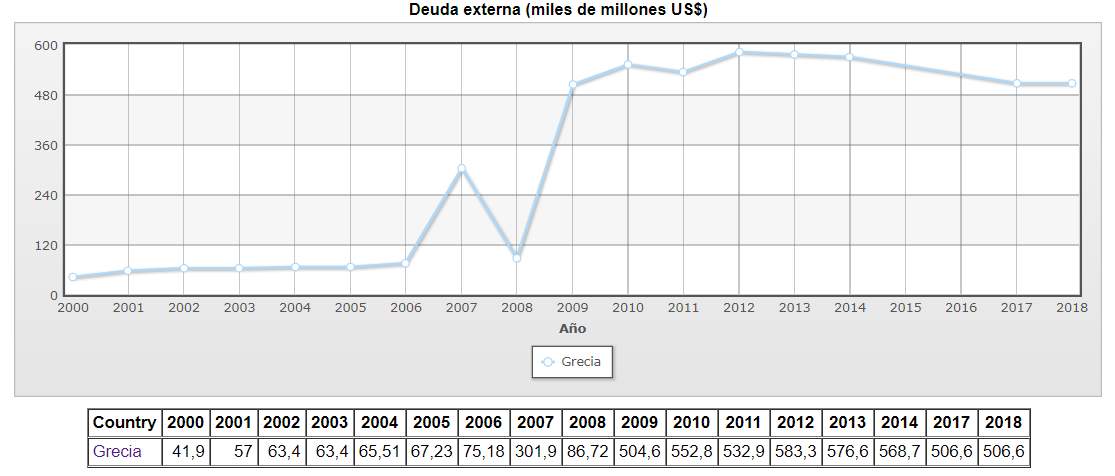 Deuda externa (miles de millones US$)
600
480
360
240
120
0
2000 2001 2002 2003 2004 2005 2006 2007 2008 2009 2010 2011 2012 2013 2014 2015 2016 2017 2018
Año
Grecia
Country 2000 2001 2002 2003 2004 2005 2006 2007 2008 2009 2010 2011 2012 2013 2014 2017 2018
Grecia 41,9 57 63,4 63,4 65,51 67,23 75,18 301,9 86,72 504,6 552,8 532,9 583,3 576,6 568,7 506,6 506,6